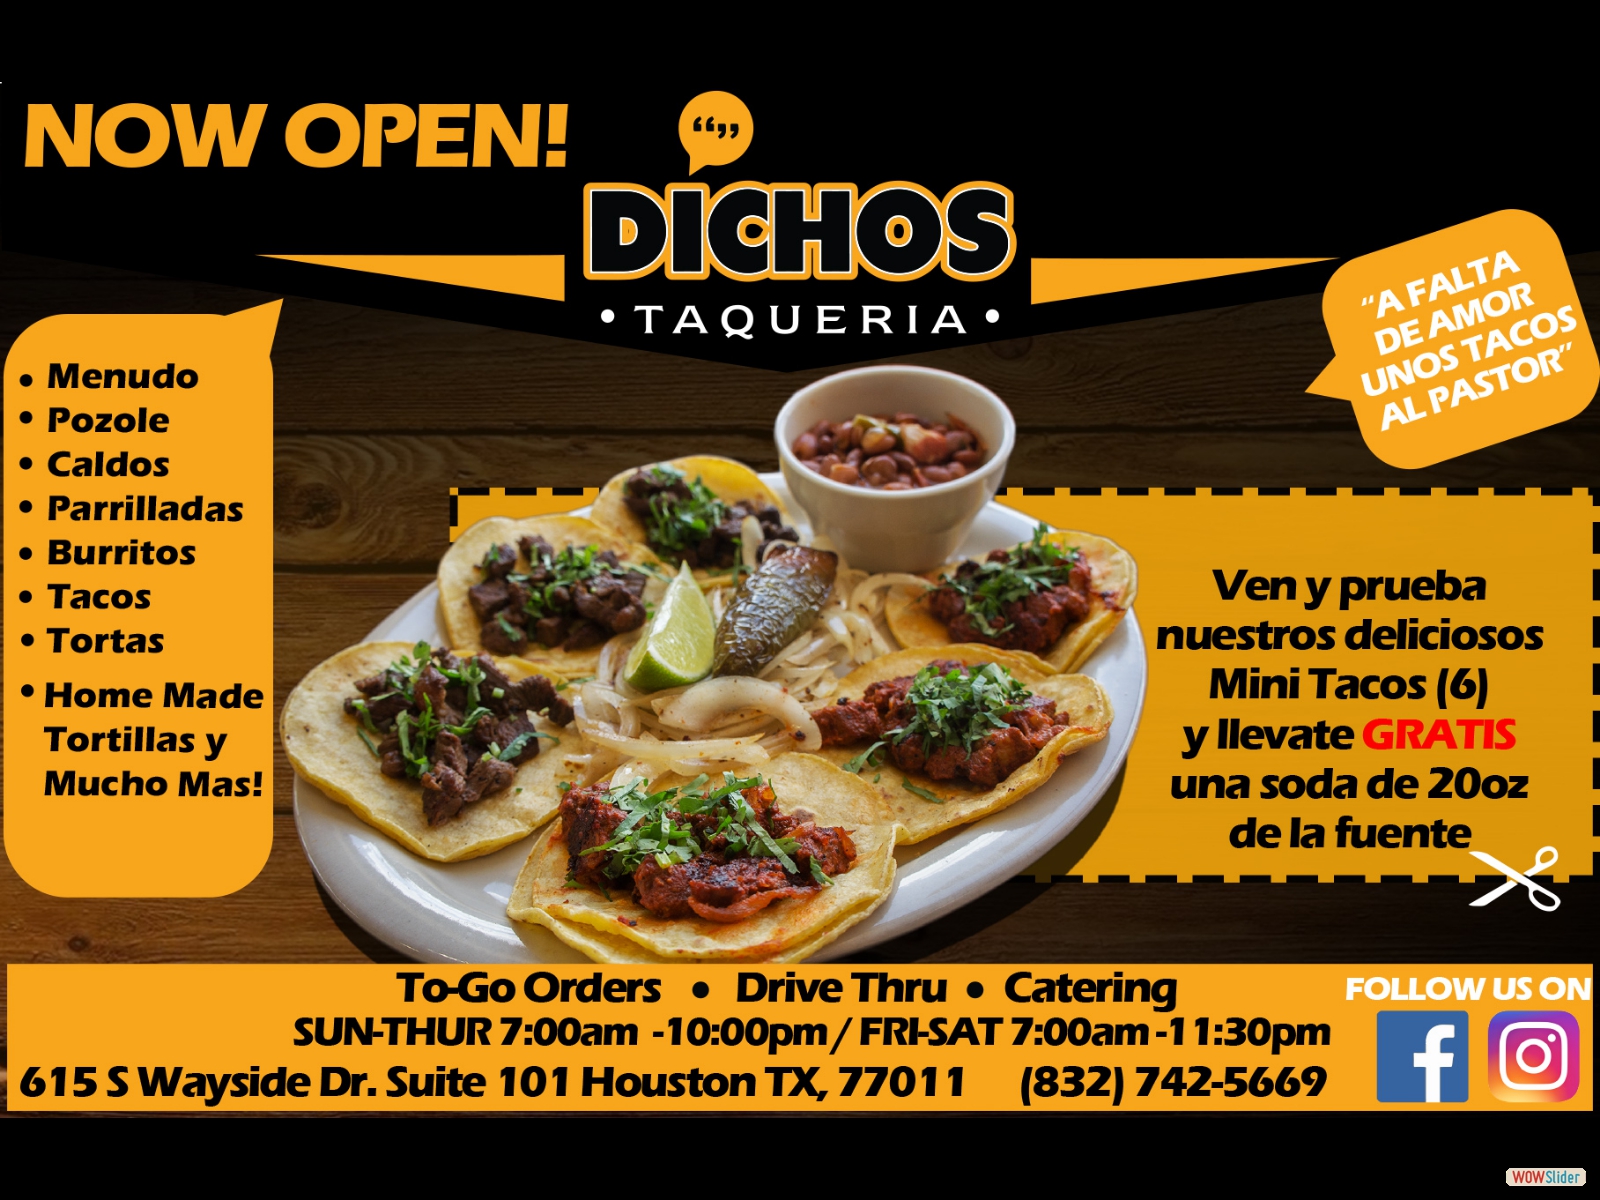 NOW OPEN!
“”
DICHOS
• TAQUERIA •
“A FALTA
DE AMOR
UNOS TACOS
AL PASTOR”
• Menudo
• Pozole
• Caldos
• Parrilladas
• Burritos
• Tacos
• Tortas
• Home Made
Tortillas y
Mucho Mas!
Ven y prueba
nuestros deliciosos
Mini Tacos (6)
y llevate GRATIS
una soda de 20oz
de la fuente
To-Go Orders • Drive Thru • Catering
SUN-THUR 7:00am -10:00pm / FRI-SAT 7:00am -11:30pm
615 S Wayside Dr. Suite 101 Houston TX, 77011 (832) 742-5669
FOLLOW US ON
WOWSlider